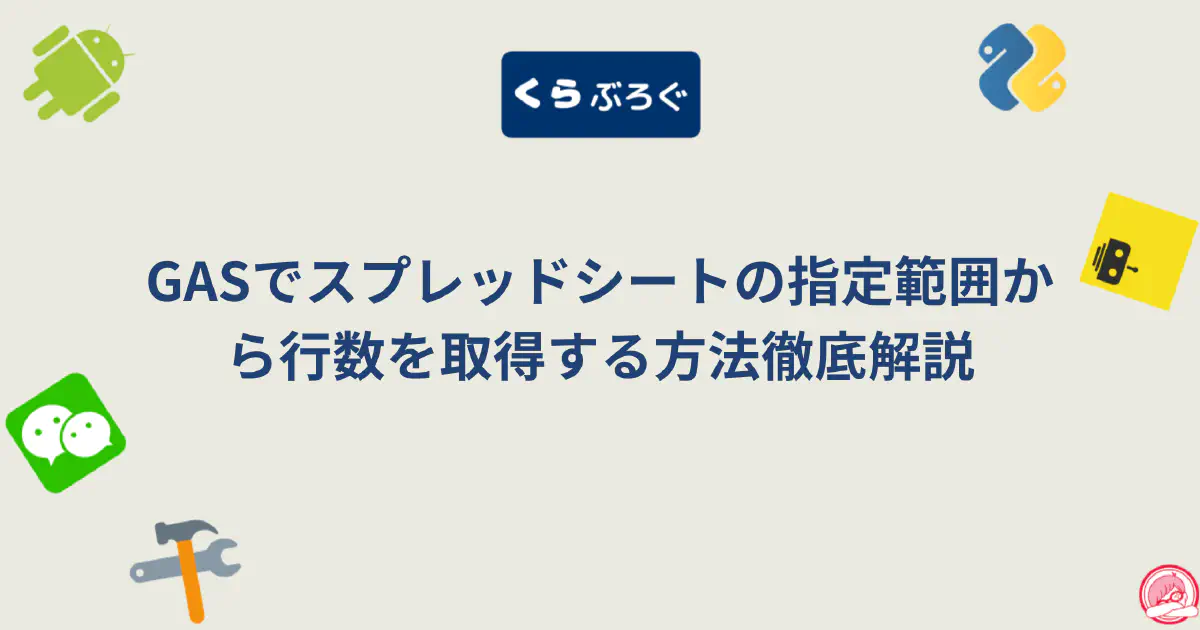 くらぶろぐ
GASでスプレッドシートの指定範囲か
ら行数を取得する方法徹底解説